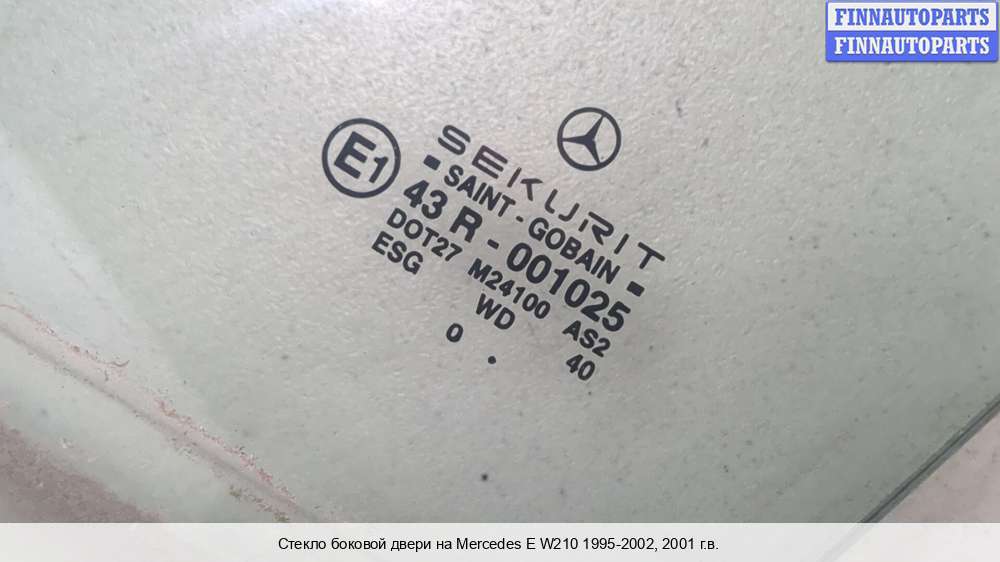 FINNAUTOPARTS
FINNAUTOPARTS
E1
SEKURIT
▪ SAINT - GOBAIN ▪
43 R - 001025
DOT27 M24100 AS2
ESG WD 40
0 .
Стекло боковой двери на Mercedes E W210 1995-2002, 2001 г.в.